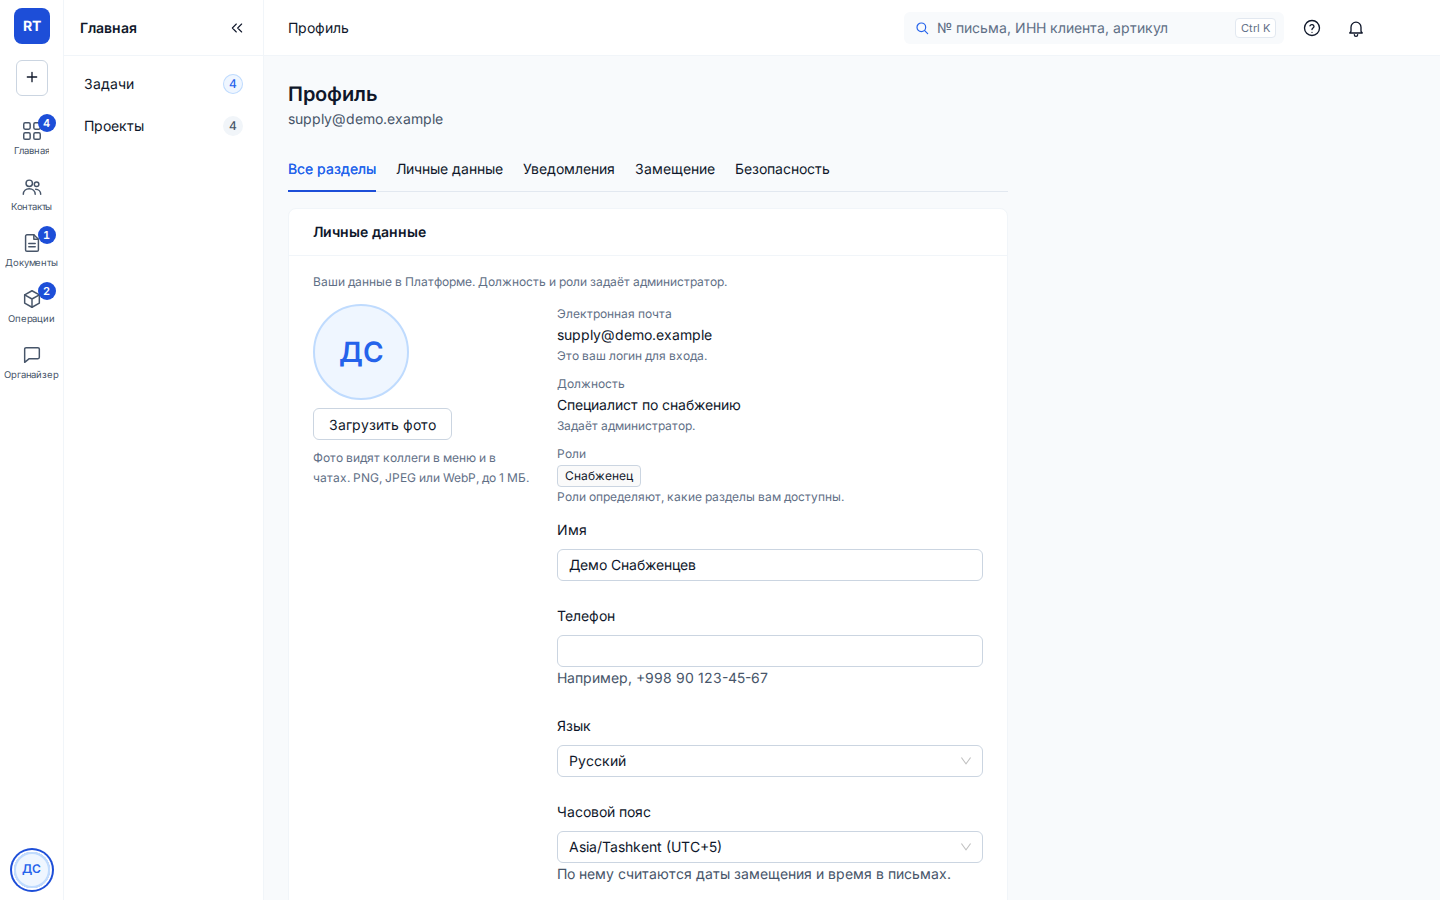 RT
Главная
Профиль
№ письма, ИНН клиента, артикул
Ctrl K
Задачи
4
Проекты
4
4
Главная
Контакты
1
Документы
2
Операции
Органайзер
ДС
Профиль
supply@demo.example
Все разделы
Личные данные
Уведомления
Замещение
Безопасность
Личные данные
Ваши данные в Платформе. Должность и роли задаёт администратор.
ДС
Загрузить фото
Фото видят коллеги в меню и в
чатах. PNG, JPEG или WebP, до 1 МБ.
Электронная почта
supply@demo.example
Это ваш логин для входа.
Должность
Специалист по снабжению
Задаёт администратор.
Роли
Снабженец
Роли определяют, какие разделы вам доступны.
Имя
Демо Снабженцев
Телефон
Например, +998 90 123-45-67
Язык
Русский
Часовой пояс
Asia/Tashkent (UTC+5)
По нему считаются даты замещения и время в письмах.